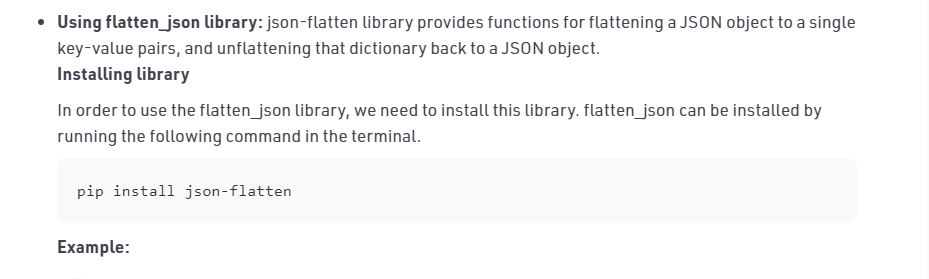 • Using flatten_json library: json-flatten library provides functions for flattening a JSON object to a single
key-value pairs, and unflattening that dictionary back to a JSON object.
Installing library
In order to use the flatten_json library, we need to install this library. flatten_json can be installed by
running the following command in the terminal.
pip install json-flatten
Example: